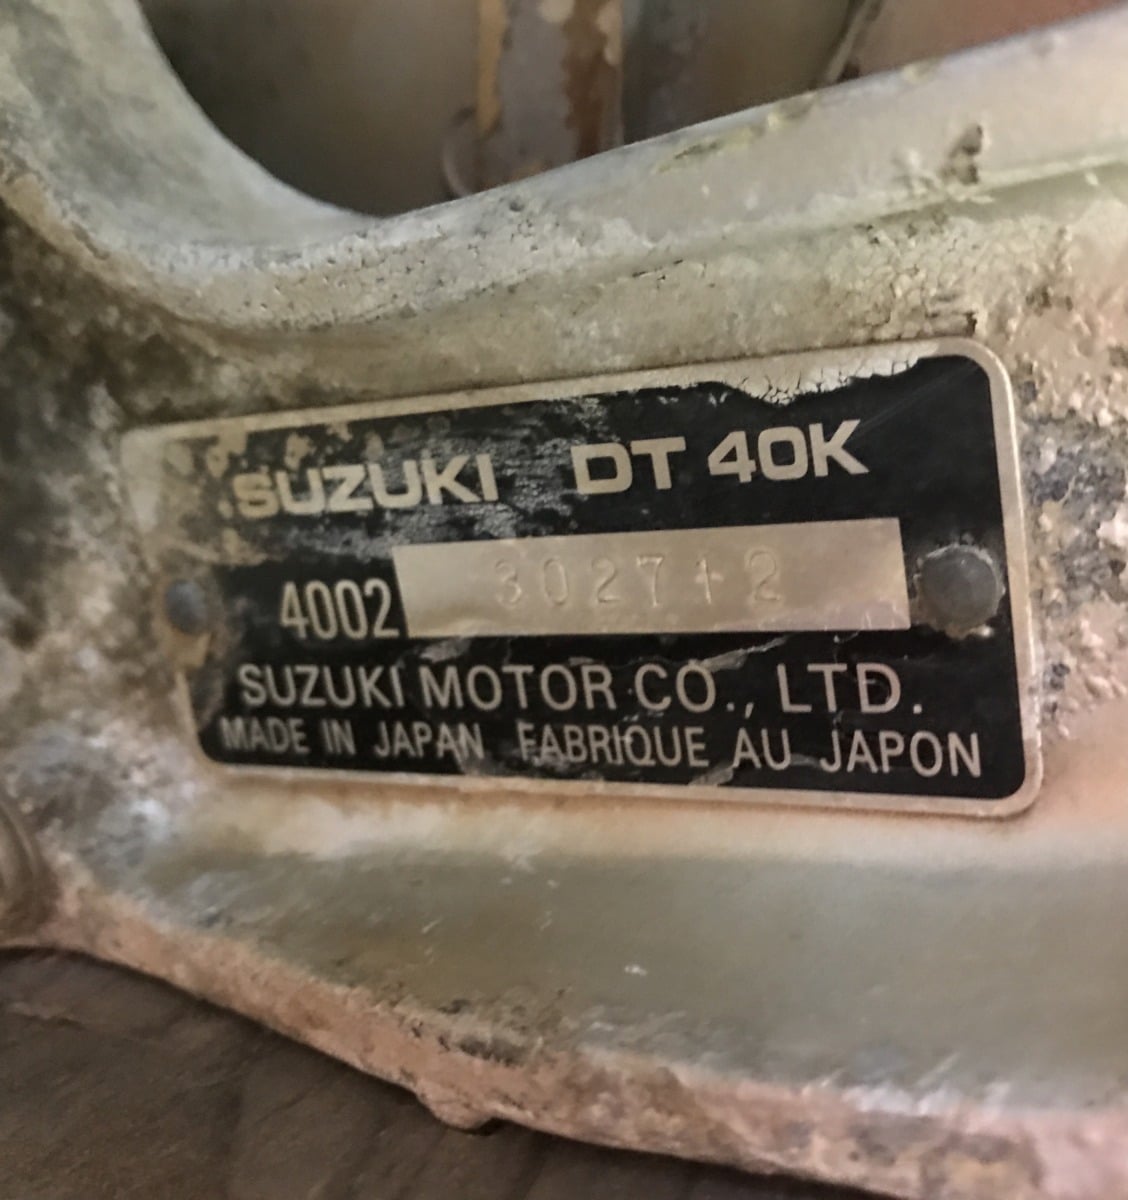 SUZUKI DT 40K
4002 302712
SUZUKI MOTOR CO., LTD.
MADE IN JAPAN FABRIQUE AU JAPON